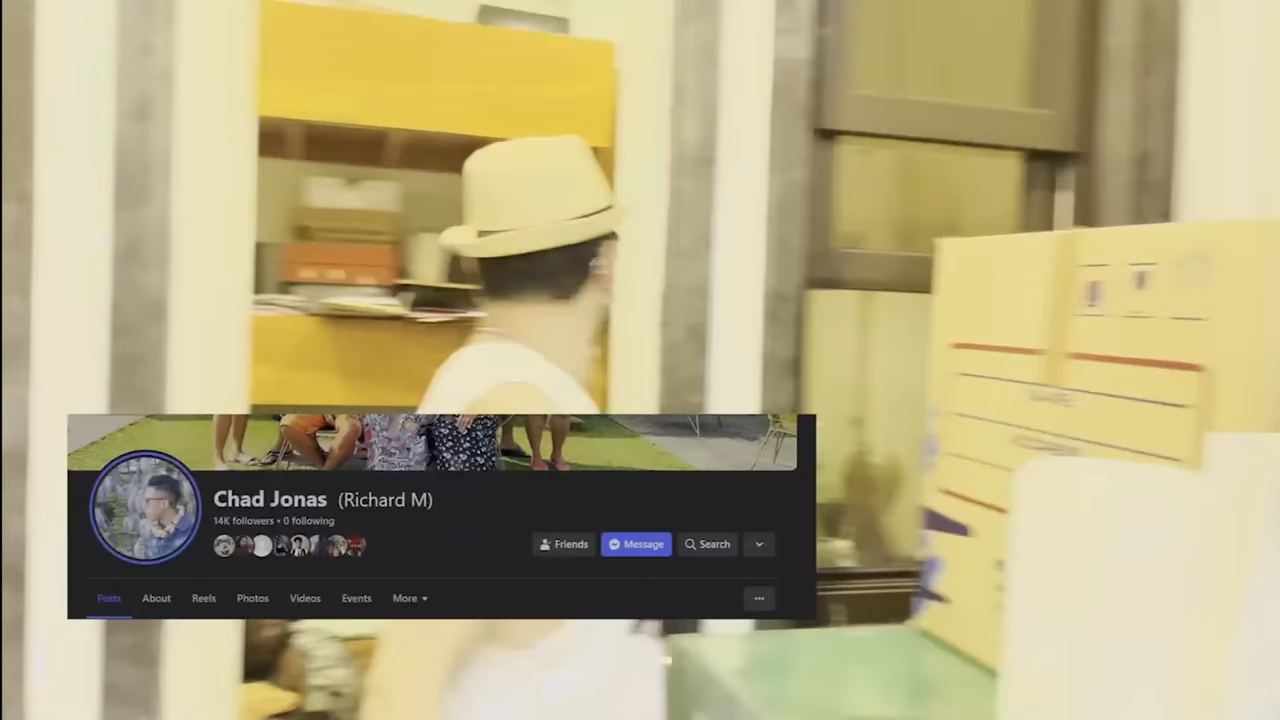 Chad Jonas (Richard M)
14K followers • 0 following
Friends
Message
Search
Posts
About
Reels
Photos
Videos
Events
More